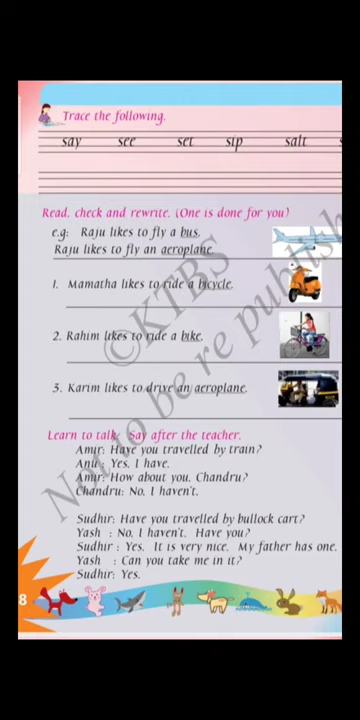 Trace the following.
say see set sip salt
Read, check and rewrite. (One is done for you)
e.g: Raju likes to fly a bus.
Raju likes to fly an aeroplane.
1. Mamatha likes to ride a bicycle.
2. Rahim likes to ride a bike.
3. Karim likes to drive an aeroplane.
Learn to talk. Say after the teacher.
Amir: Have you travelled by train?
Anu : Yes, I have.
Amir: How about you, Chandru?
Chandru: No, I haven't.
Sudhir: Have you travelled by bullock cart?
Yash : No, I haven't. Have you?
Sudhir : Yes. It is very nice. My father has one.
Yash : Can you take me in it?
Sudhir: Yes.
8
©KTBS
Not to be re publish